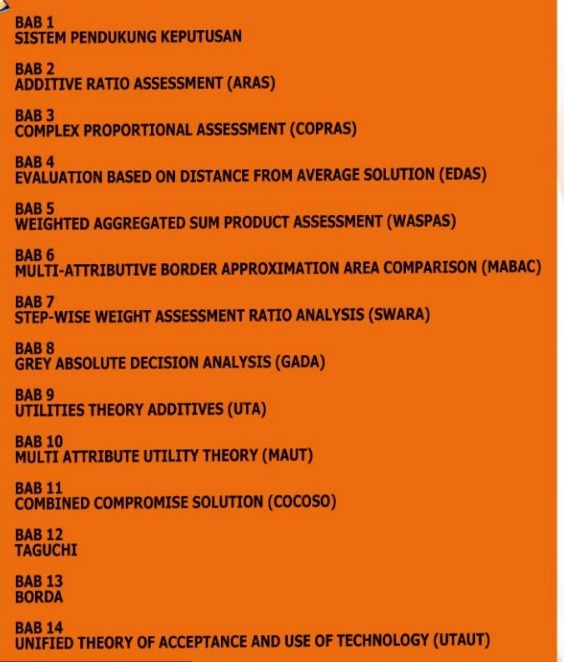 BAB 1
SISTEM PENDUKUNG KEPUTUSAN
BAB 2
ADDITIVE RATIO ASSESSMENT (ARAS)
BAB 3
COMPLEX PROPORTIONAL ASSESSMENT (COPRAS)
BAB 4
EVALUATION BASED ON DISTANCE FROM AVERAGE SOLUTION (EDAS)
BAB 5
WEIGHTED AGGREGATED SUM PRODUCT ASSESSMENT (WASPAS)
BAB 6
MULTI-ATTRIBUTIVE BORDER APPROXIMATION AREA COMPARISON (MABAC)
BAB 7
STEP-WISE WEIGHT ASSESSMENT RATIO ANALYSIS (SWARA)
BAB 8
GREY ABSOLUTE DECISION ANALYSIS (GADA)
BAB 9
UTILITIES THEORY ADDITIVES (UTA)
BAB 10
MULTI ATTRIBUTE UTILITY THEORY (MAUT)
BAB 11
COMBINED COMPROMISE SOLUTION (COCOSO)
BAB 12
TAGUCHI
BAB 13
BORDA
BAB 14
UNIFIED THEORY OF ACCEPTANCE AND USE OF TECHNOLOGY (UTAUT)